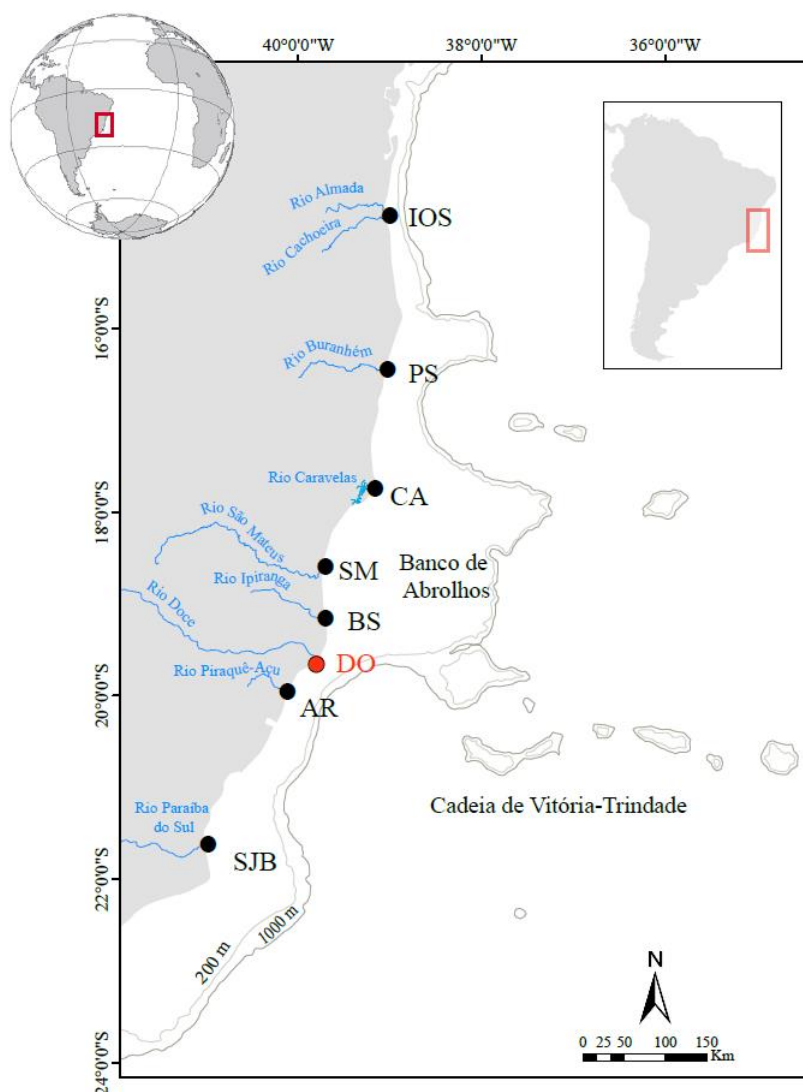 40°0'0"W
38°0'0"W
36°0'0"W
Rio Almada
IOS
Rio Cachoeira
16°0'0"S
Rio Buranhém
PS
Rio Caravelas
CA
18°0'0"S
Rio São Mateus
SM
Banco de
Abrolhos
Rio Ipiranga
BS
Rio Doce
DO
Rio Piraquê-Açu
20°0'0"S
AR
Cadeia de Vitória-Trindade
Rio Paraíba
do Sul
SJB
22°0'0"S
200 m
1000 m
N
0 25 50 100 150
Km
24°0'0"S